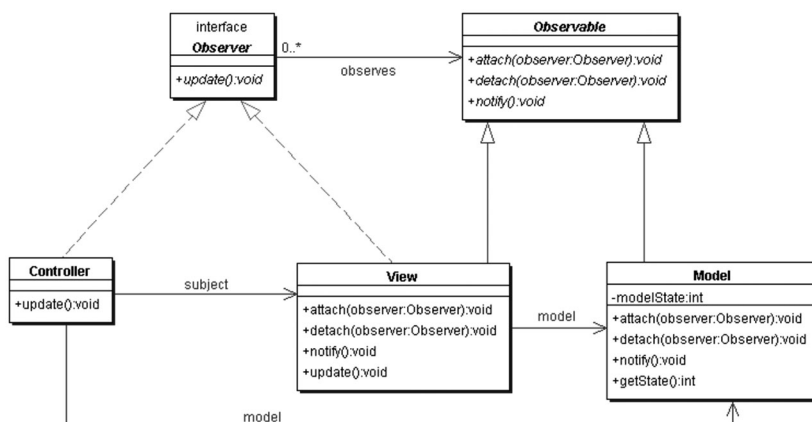 interface
Observer
+update():void
0..*
observes
Observable
+attach(observer:Observer):void
+detach(observer:Observer):void
+notify():void
Controller
+update():void
subject
View
+attach(observer:Observer):void
+detach(observer:Observer):void
+notify():void
+update():void
model
Model
-modelState:int
+attach(observer:Observer):void
+detach(observer:Observer):void
+notify():void
+getState():int
model